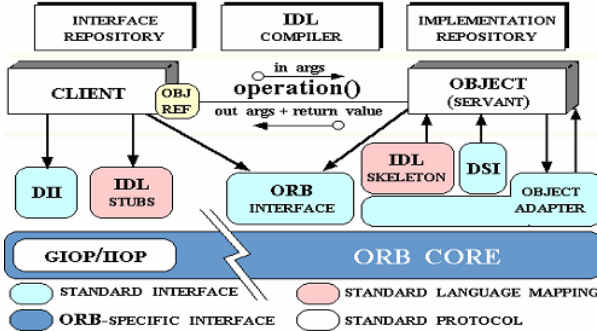 INTERFACE
REPOSITORY
IDL
COMPILER
IMPLEMENTATION
REPOSITORY
CLIENT
OBJ
REF
in args
operation()
out args + return value
OBJECT
(SERVANT)
DII
IDL
STUBS
ORB
INTERFACE
IDL
SKELETON
DSI
OBJECT
ADAPTER
GIOP/IIOP
ORB CORE
STANDARD INTERFACE
STANDARD LANGUAGE MAPPING
ORB-SPECIFIC INTERFACE
STANDARD PROTOCOL